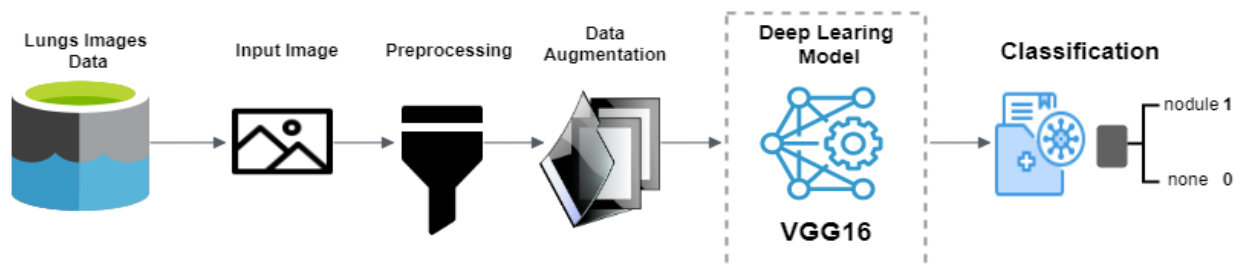 Lungs Images
Data
Input Image
Preprocessing
Data
Augmentation
Deep Learing
Model
VGG16
Classification
nodule 1
none 0